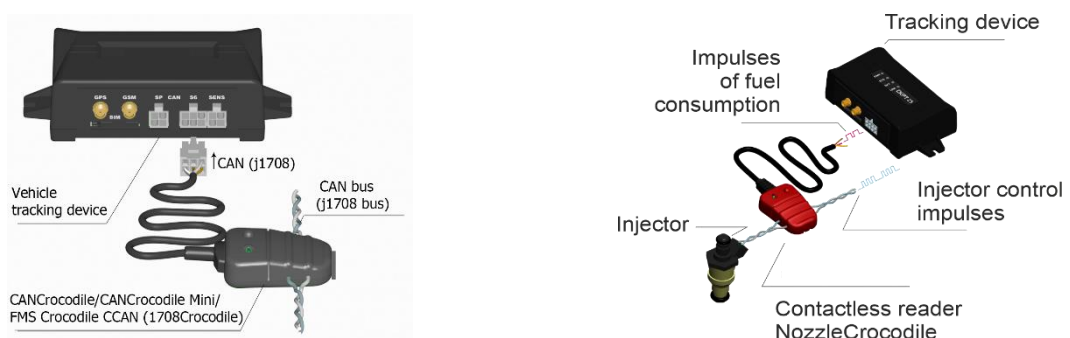 GPS GSM SP CAN S6 SENS
SIM
CAN (j1708)
Vehicle
tracking device
CAN bus
(j1708 bus)
CANCrocodile/CANCrocodile Mini/
FMS Crocodile CCAN (1708Crocodile)
Tracking device
Impulses
of fuel
consumption
Injector control
impulses
Injector
Contactless reader
NozzleCrocodile